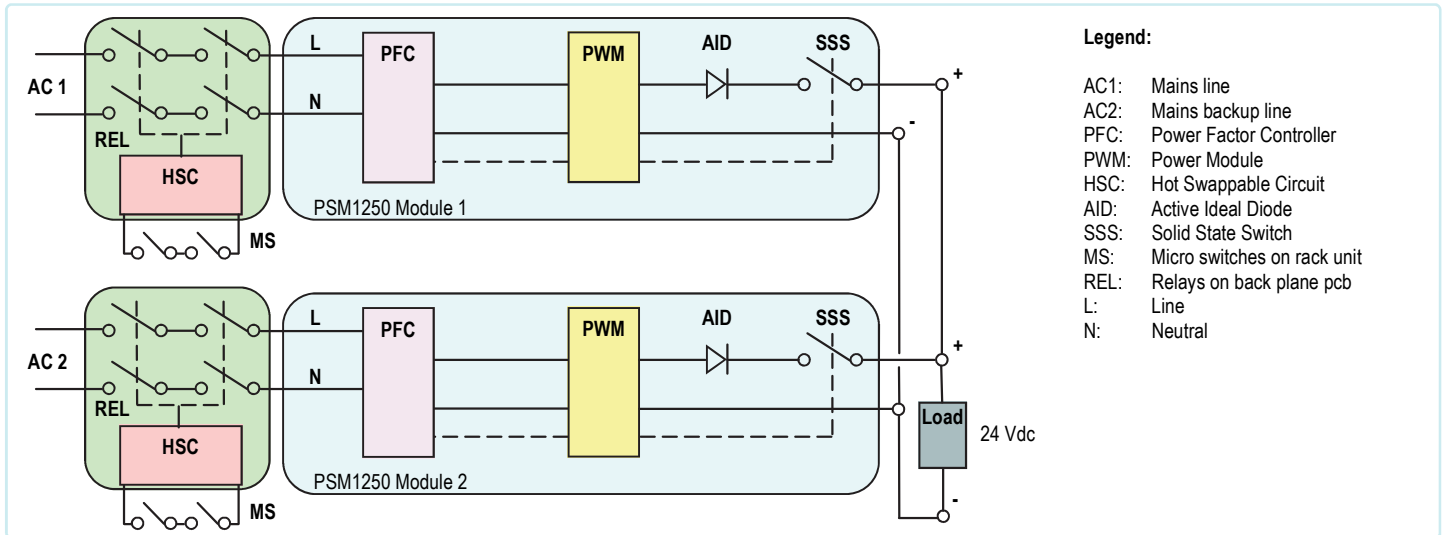 AC 1
REL
HSC
MS
L
N
PFC
PWM
AID
SSS
+
-
PSM1250 Module 1
AC 2
REL
HSC
MS
L
N
PFC
PWM
AID
SSS
+
Load
24 Vdc
-
PSM1250 Module 2
Legend:
AC1: Mains line
AC2: Mains backup line
PFC: Power Factor Controller
PWM: Power Module
HSC: Hot Swappable Circuit
AID: Active Ideal Diode
SSS: Solid State Switch
MS: Micro switches on rack unit
REL: Relays on back plane pcb
L: Line
N: Neutral